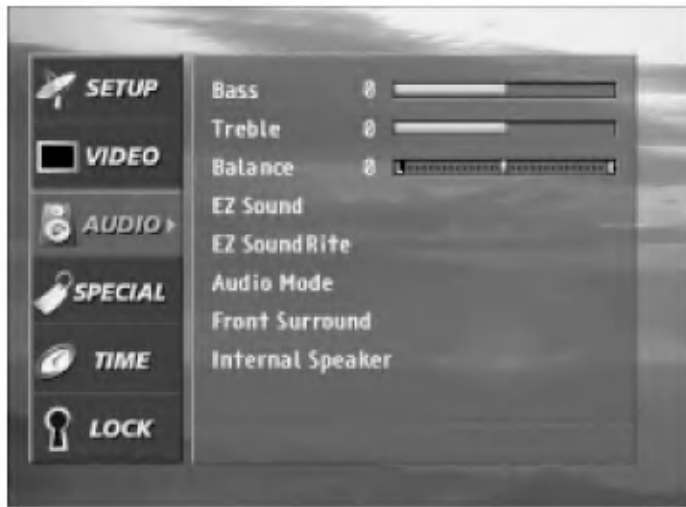 SETUP
VIDEO
AUDIO
SPECIAL
TIME
LOCK
Bass 0
Treble 0
Balance 0
EZ Sound
EZ SoundRite
Audio Mode
Front Surround
Internal Speaker